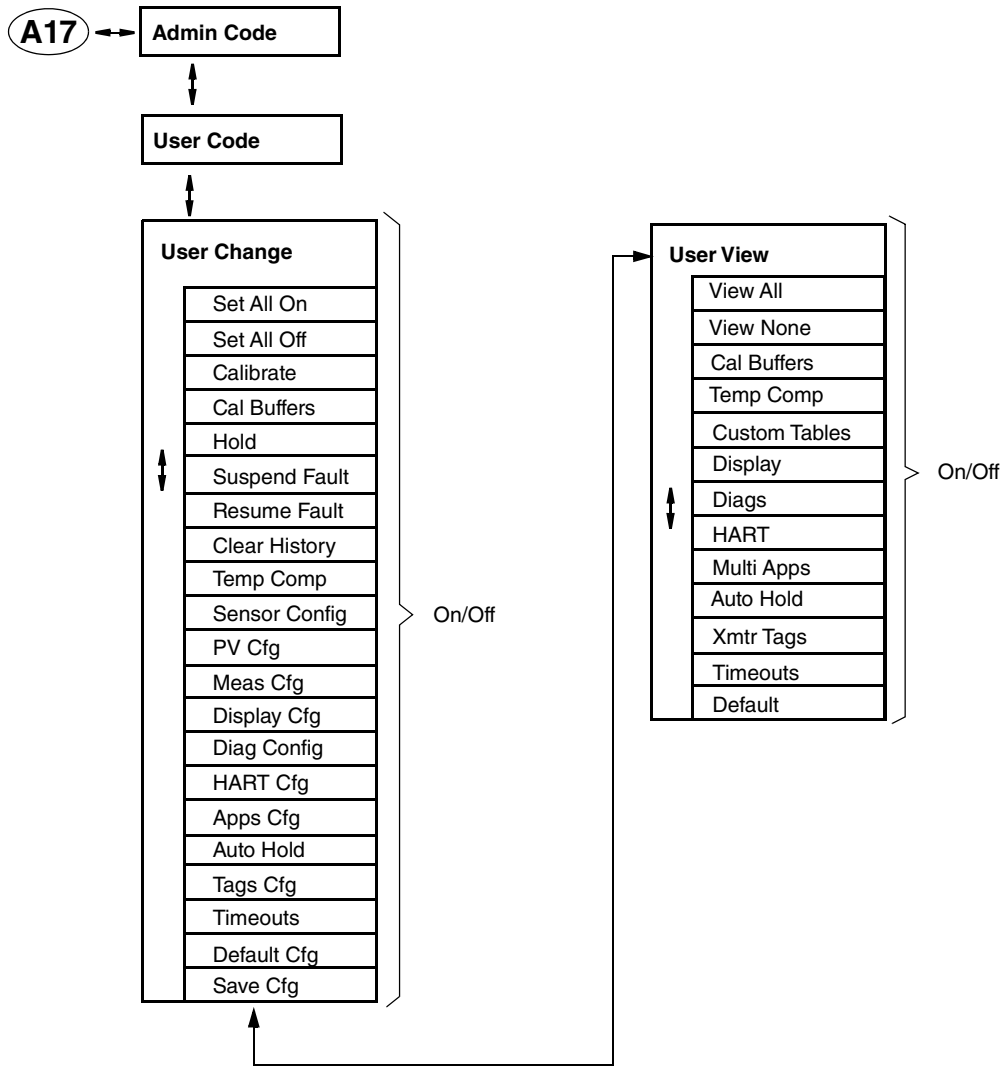 A17
Admin Code
User Code
User Change
Set All On
Set All Off
Calibrate
Cal Buffers
Hold
Suspend Fault
Resume Fault
Clear History
Temp Comp
Sensor Config
PV Cfg
Meas Cfg
Display Cfg
Diag Config
HART Cfg
Apps Cfg
Auto Hold
Tags Cfg
Timeouts
Default Cfg
Save Cfg
On/Off
User View
View All
View None
Cal Buffers
Temp Comp
Custom Tables
Display
Diags
HART
Multi Apps
Auto Hold
Xmtr Tags
Timeouts
Default
On/Off